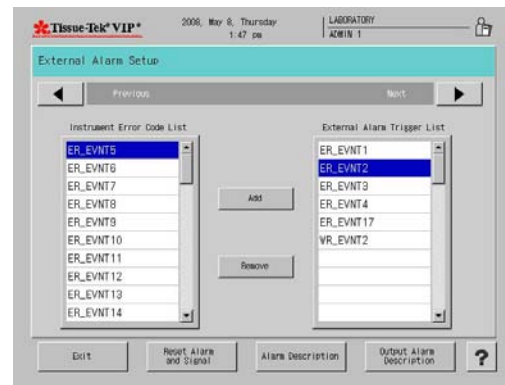 Tissue-Tek® VIP®
2008, May 8, Thursday
1:47 pm
LABORATORY
ADMIN 1
External Alarm Setup
Previous
Next
Instrument Error Code List
External Alarm Trigger List
ER_EVNT5
ER_EVNT6
ER_EVNT7
ER_EVNT8
ER_EVNT9
ER_EVNT10
ER_EVNT11
ER_EVNT12
ER_EVNT13
ER_EVNT14
Add
Remove
ER_EVNT1
ER_EVNT2
ER_EVNT3
ER_EVNT4
ER_EVNT17
WR_EVNT2
Exit
Reset Alarm
and Signal
Alarm Description
Output Alarm
Description
?